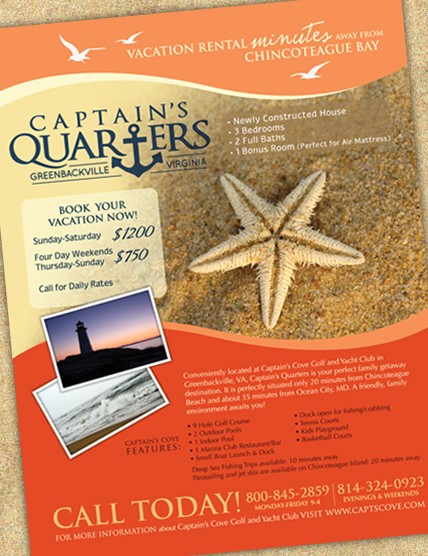 VACATION RENTAL minutes AWAY FROM
CHINCOTEAGUE BAY
CAPTAIN'S
QUARTERS
GREENBACKVILLE VIRGINIA
- Newly Constructed House
- 3 Bedrooms
- 2 Full Baths
- 1 Bonus Room (Perfect for Air Mattress)
BOOK YOUR
VACATION NOW!
Sunday-Saturday $1200
Four Day Weekends
Thursday-Sunday $750
Call for Daily Rates
Conveniently located at Captain's Cove Golf and Yacht Club in
Greenbackville, VA, Captain's Quarters is your perfect family getaway
destination. It is perfectly situated only 20 minutes from Chincoteague
Beach and about 35 minutes from Ocean City, MD. A friendly, family
environment awaits you!
CAPTAIN'S COVE
FEATURES:
• 9 Hole Golf Course
• 2 Outdoor Pools
• 1 Indoor Pool
• 1 Marina Club Restaurant/Bar
• Small Boat Launch & Dock
• Dock open for fishing/crabbing
• Tennis Courts
• Kids Playground
• Basketball Courts
Deep Sea Fishing Trips available: 10 minutes away
Parasailing and jet skis are available on Chincoteague Island: 20 minutes away
CALL TODAY! 800-845-2859 814-324-0923
MONDAY-FRIDAY 9-4 EVENINGS & WEEKENDS
FOR MORE INFORMATION about Captain's Cove Golf and Yacht Club VISIT WWW.CAPTSCOVE.COM